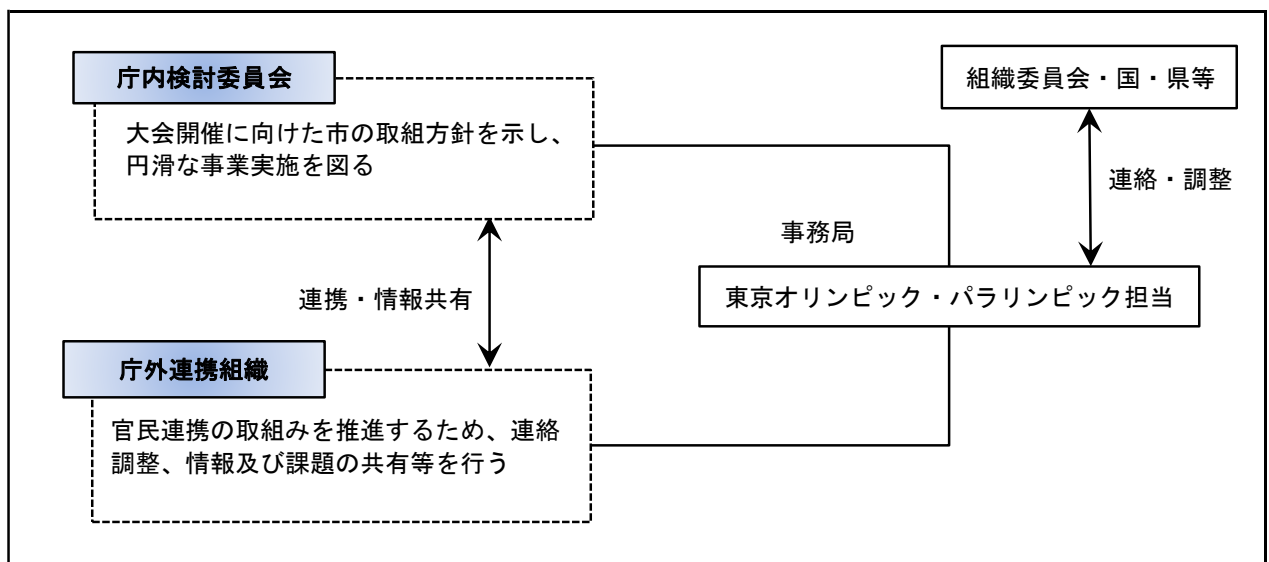 庁内検討委員会
大会開催に向けた市の取組方針を示し、
円滑な事業実施を図る
組織委員会・国・県等
連絡・調整
事務局
東京オリンピック・パラリンピック担当
連携・情報共有
庁外連携組織
官民連携の取組みを推進するため、連絡
調整、情報及び課題の共有等を行う